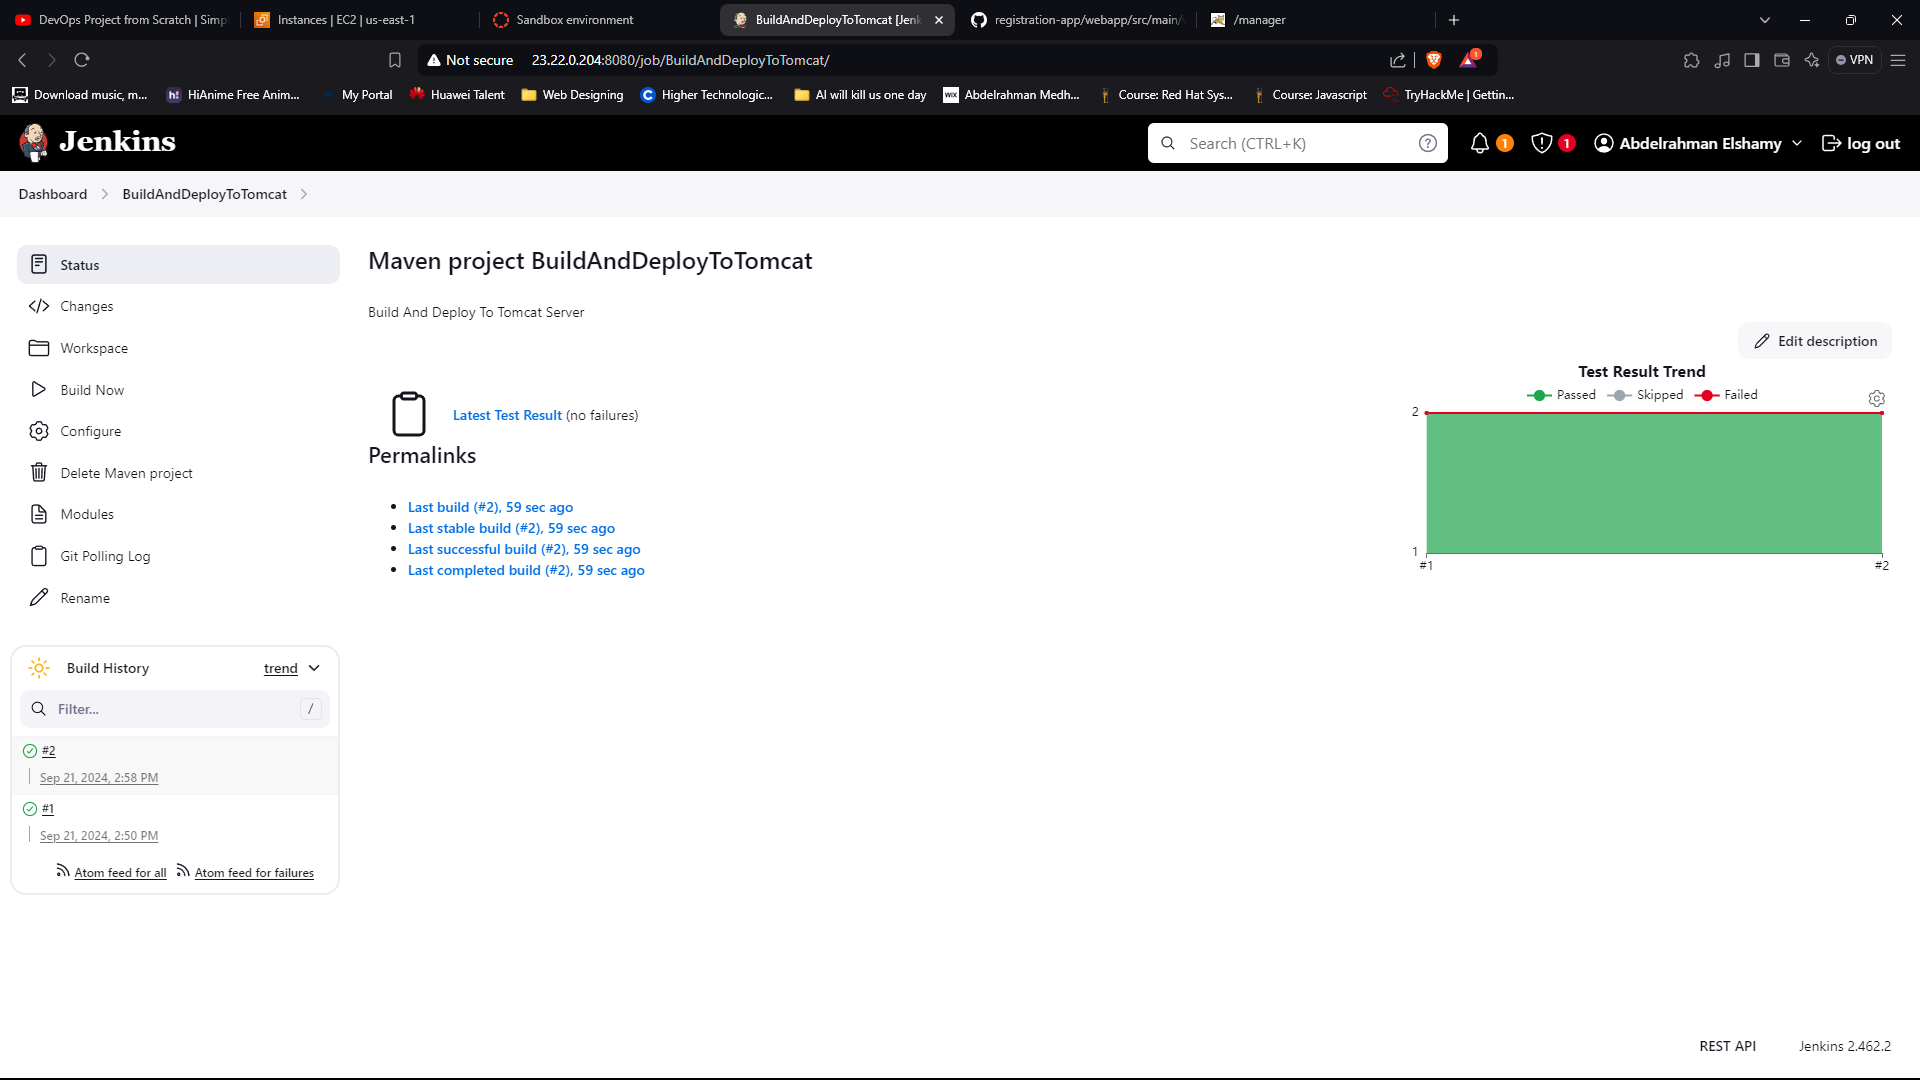 DevOps Project from Scratch | Simpl
Instances | EC2 | us-east-1
Sandbox environment
BuildAndDeployToTomcat [Jenk
registration-app/webapp/src/main/
/manager
Not secure 23.22.0.204:8080/job/BuildAndDeployToTomcat/
1
VPN
Download music, m...
h! HiAnime Free Anim...
My Portal
Huawei Talent
Web Designing
Higher Technologic...
AI will kill us one day
WIX Abdelrahman Medh...
Course: Red Hat Sys...
Course: Javascript
TryHackMe | Gettin...
Jenkins
Search (CTRL+K)
1
1
Abdelrahman Elshamy
log out
Dashboard
BuildAndDeployToTomcat
Status
Changes
Workspace
Build Now
Configure
Delete Maven project
Modules
Git Polling Log
Rename
Build History
trend
Filter...
/
#2
Sep 21, 2024, 2:58 PM
#1
Sep 21, 2024, 2:50 PM
Atom feed for all
Atom feed for failures
Maven project BuildAndDeployToTomcat
Build And Deploy To Tomcat Server
Edit description
Latest Test Result (no failures)
Permalinks
Last build (#2), 59 sec ago
Last stable build (#2), 59 sec ago
Last successful build (#2), 59 sec ago
Last completed build (#2), 59 sec ago
Test Result Trend
Passed Skipped Failed
2
1
#1
#2
REST API
Jenkins 2.462.2